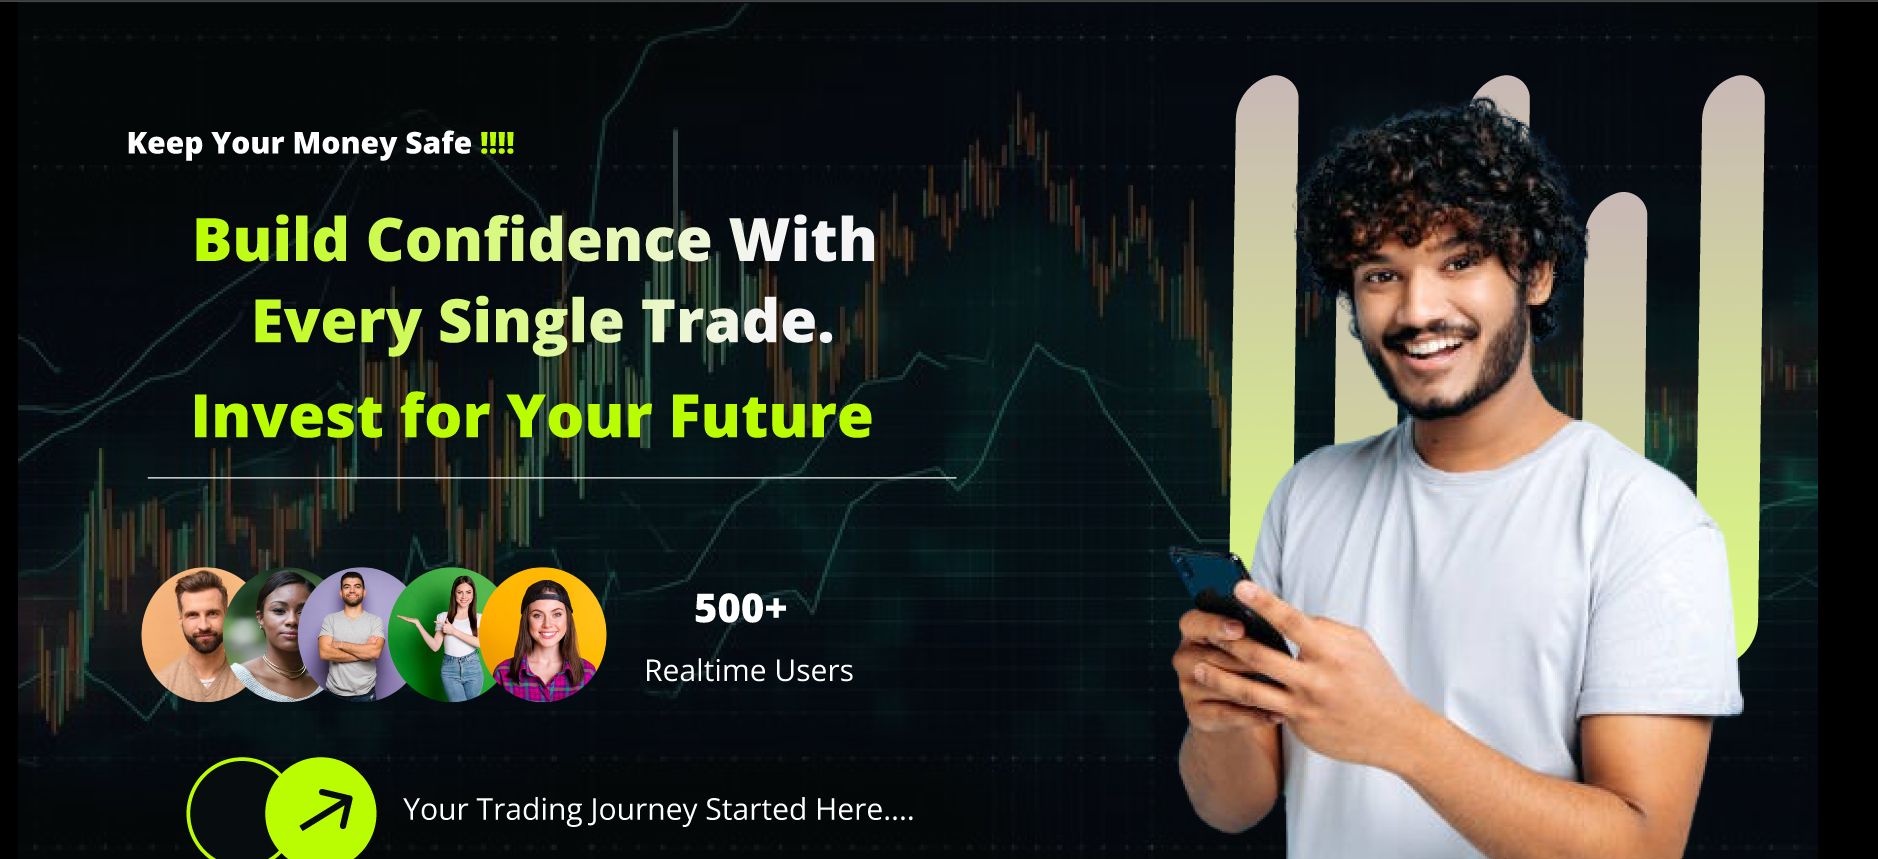 Keep Your Money Safe !!!!
Build Confidence With
Every Single Trade.
Invest for Your Future
500+
Realtime Users
Your Trading Journey Started Here....